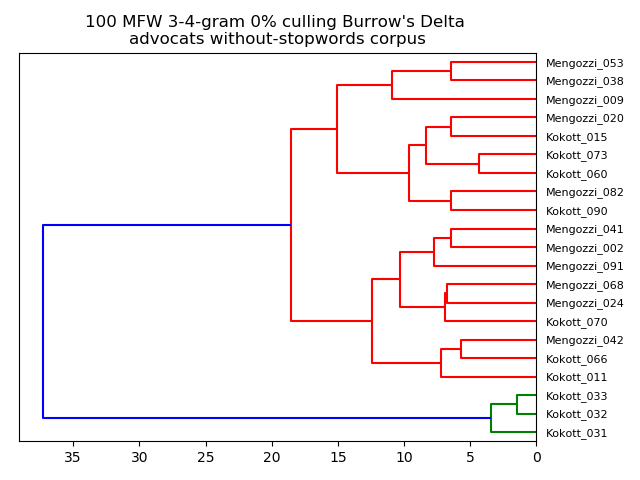 100 MFW 3-4-gram 0% culling Burrow's Delta
advocats without-stopwords corpus
Mengozzi_053
Mengozzi_038
Mengozzi_009
Mengozzi_020
Kokott_015
Kokott_073
Kokott_060
Mengozzi_082
Kokott_090
Mengozzi_041
Mengozzi_002
Mengozzi_091
Mengozzi_068
Mengozzi_024
Kokott_070
Mengozzi_042
Kokott_066
Kokott_011
Kokott_033
Kokott_032
Kokott_031
35 30 25 20 15 10 5 0